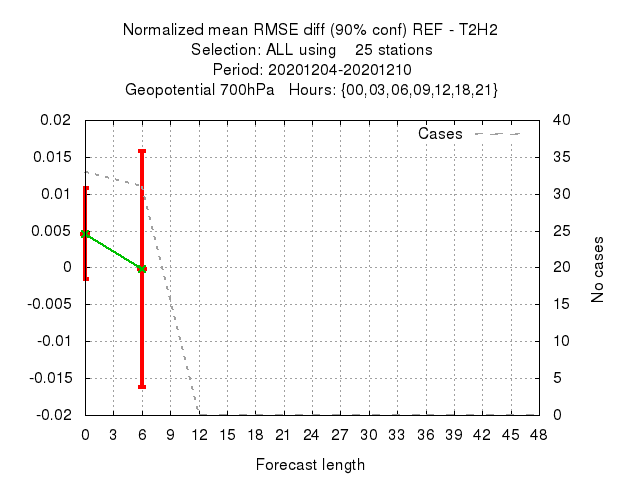 Normalized mean RMSE diff (90% conf) REF - T2H2
Selection: ALL using    25 stations
Period: 20201204-20201210
Geopotential 700hPa   Hours: {00,03,06,09,12,18,21}
Cases
0.02
0.015
0.01
0.005
0
-0.005
-0.01
-0.015
-0.02
40
35
30
25
20
15
10
5
0
No cases
0 3 6 9 12 15 18 21 24 27 30 33 36 39 42 45 48
Forecast length